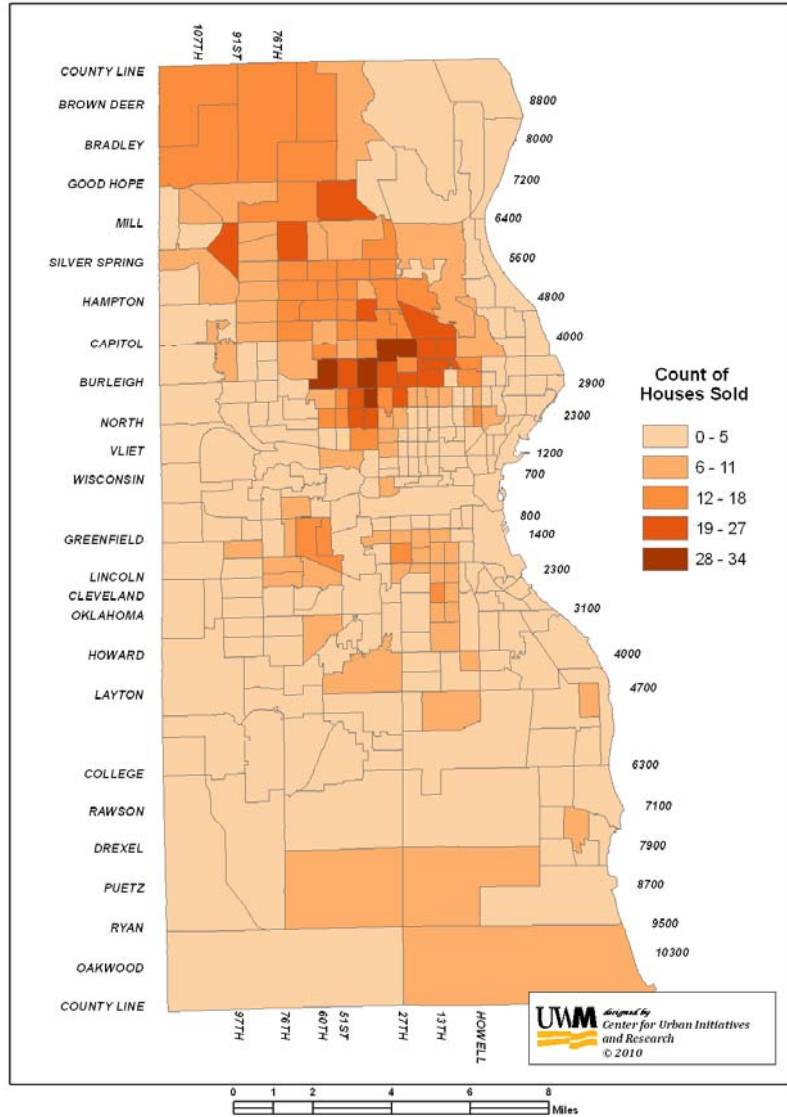 107TH
91ST
76TH
COUNTY LINE
BROWN DEER
BRADLEY
GOOD HOPE
MILL
SILVER SPRING
HAMPTON
CAPITOL
BURLEIGH
NORTH
VLIET
WISCONSIN
GREENFIELD
LINCOLN
CLEVELAND
OKLAHOMA
HOWARD
LAYTON
COLLEGE
RAWSON
DREXEL
PUETZ
RYAN
OAKWOOD
COUNTY LINE
8800
8000
7200
6400
5600
4800
4000
2900
2300
1200
700
800
1400
2300
3100
4000
4700
6300
7100
7900
8700
9500
10300
Count of
Houses Sold
0 - 5
6 - 11
12 - 18
19 - 27
28 - 34
97TH
76TH
60TH
51ST
27TH
13TH
HOWELL
UWM
designed by
Center for Urban Initiatives
and Research
© 2010
0 1 2 4 6 8
Miles